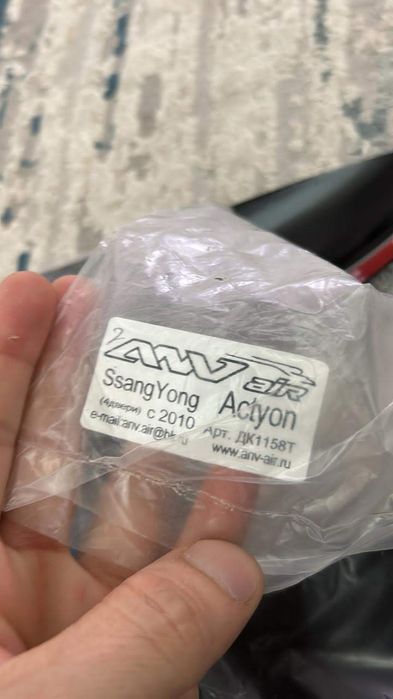 ANV air
SsangYong Actyon
(4двери) с 2010 Арт. ДК1158Т
e-mail:anv.air@bk.ru www.anv-air.ru